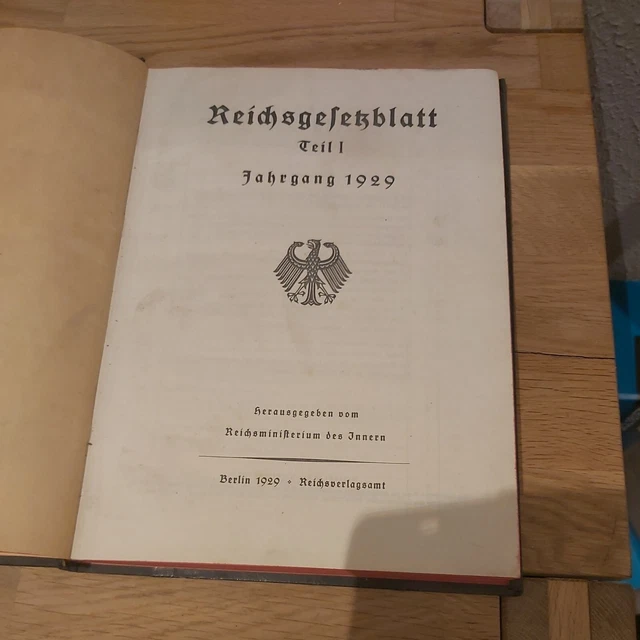 Reichsgeſetzblatt
Teil I
Jahrgang 1929
Herausgegeben vom
Reichsminiſterium des Innern
Berlin 1929 ⋄ Reichsverlagsamt